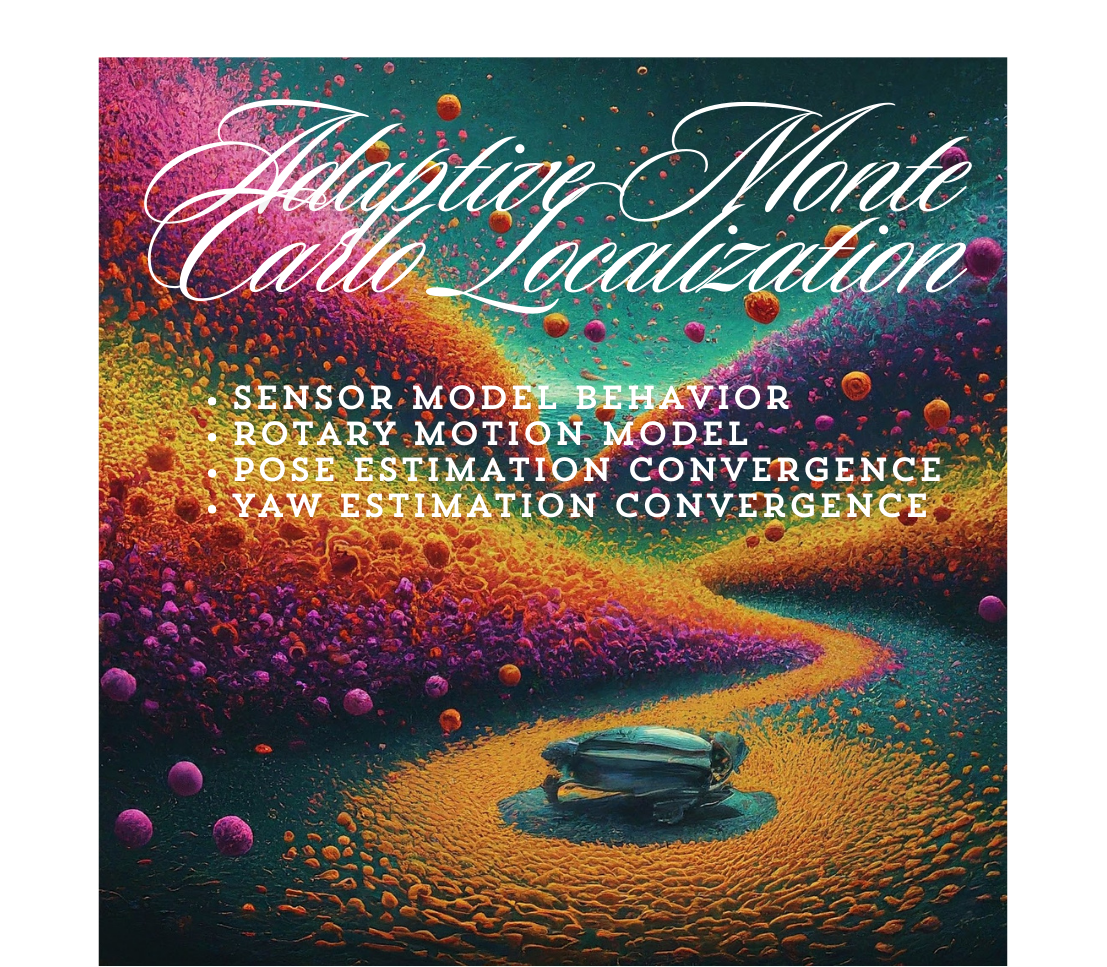 Adaptive Monte
Carlo Localization
• SENSOR MODEL BEHAVIOR
• ROTARY MOTION MODEL
• POSE ESTIMATION CONVERGENCE
• YAW ESTIMATION CONVERGENCE